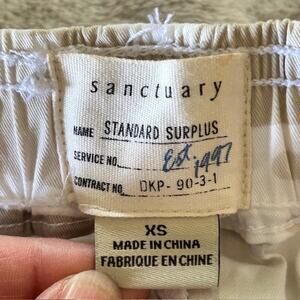 sanctuary
NAME STANDARD SURPLUS
SERVICE NO. Est. 1997
CONTRACT NO. DKP-90-3-1
XS
MADE IN CHINA
FABRIQUE EN CHINE